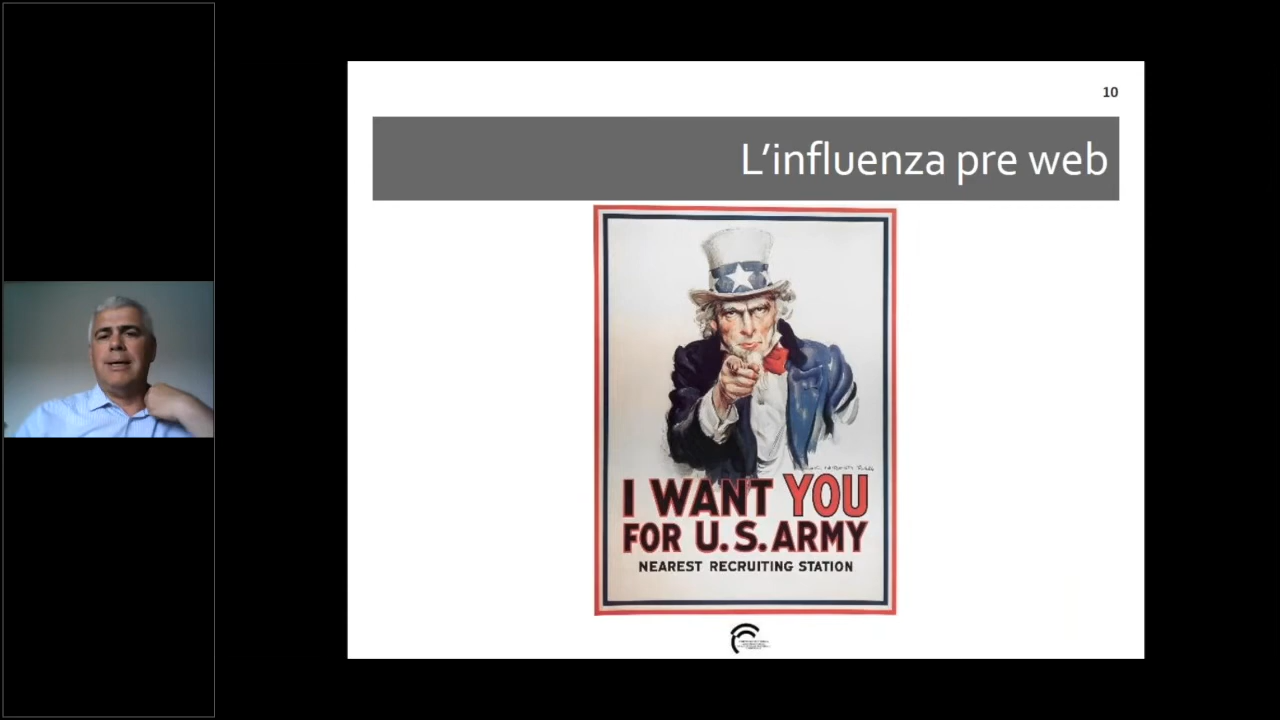 10
L'influenza pre web
I WANT YOU
FOR U.S. ARMY
NEAREST RECRUITING STATION